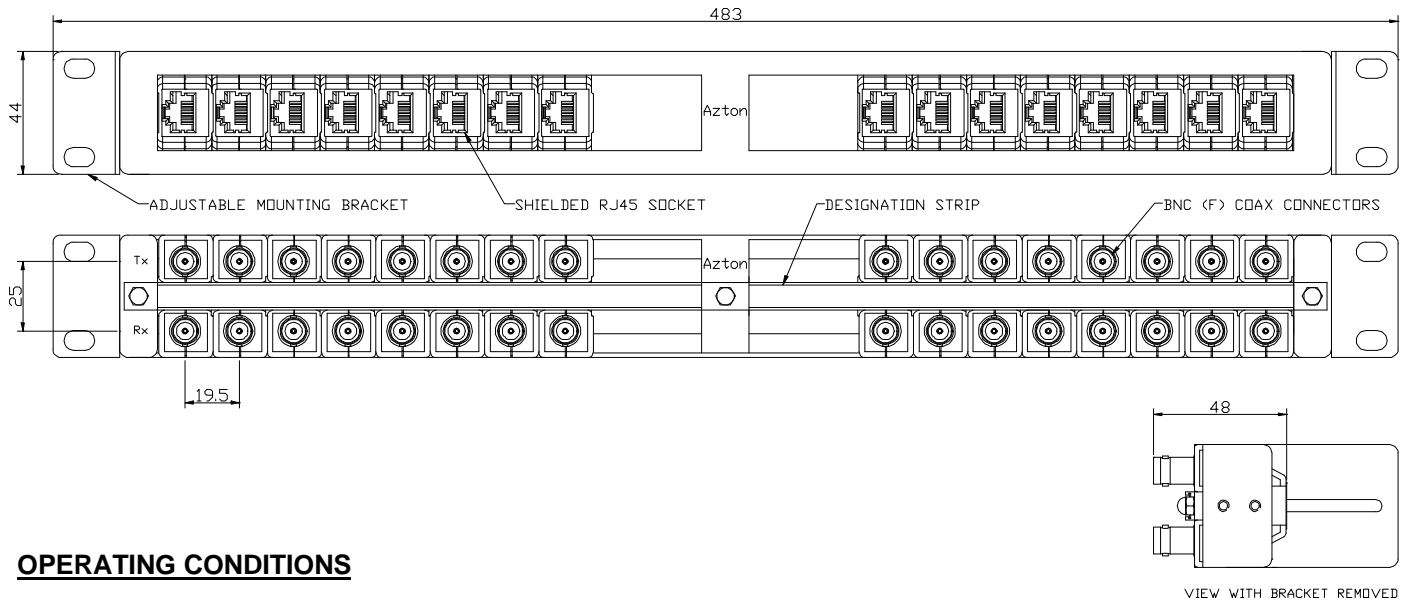 483
44
Azton
ADJUSTABLE MOUNTING BRACKET
SHIELDED RJ45 SOCKET
DESIGNATION STRIP
BNC (F) COAX CONNECTORS
Tx
Azton
25
Rx
19.5
48
OPERATING CONDITIONS
VIEW WITH BRACKET REMOVED